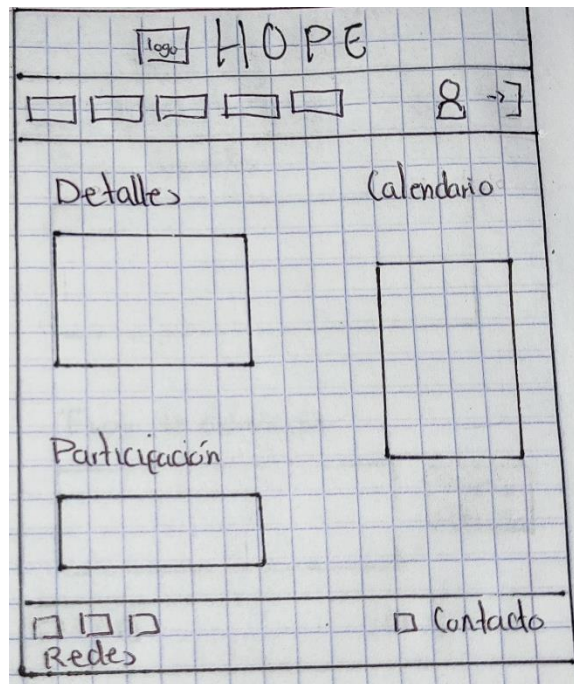 logo HOPE
Detalles
Calendario
Participación
Contacto
Redes